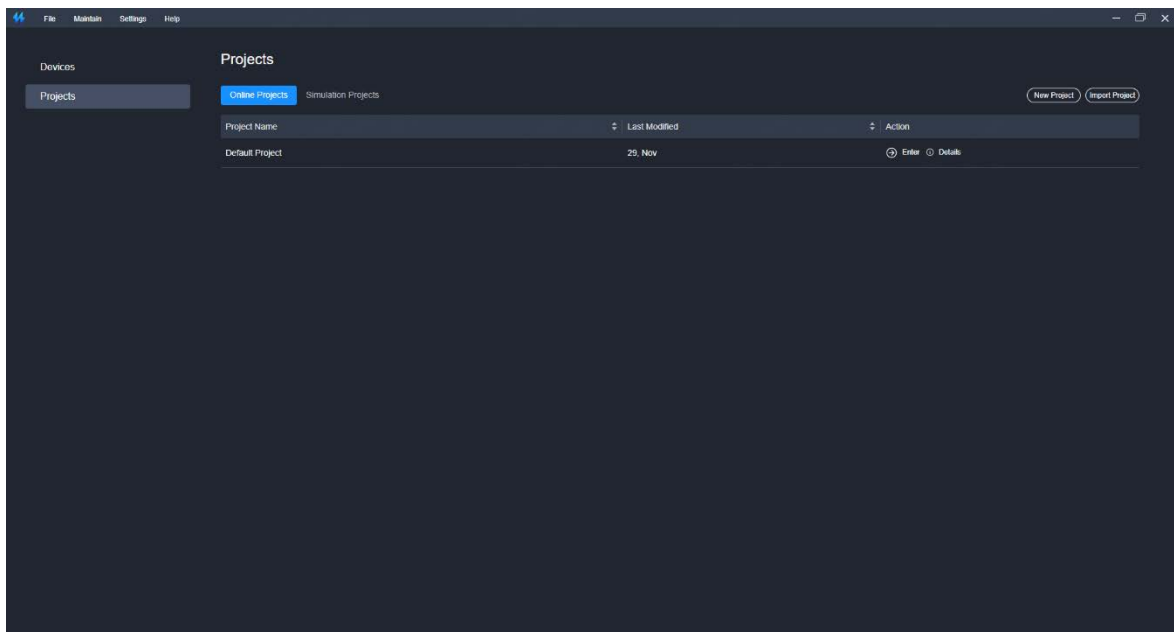 File Maintain Settings Help
Devices
Projects
Projects
Online Projects Simulation Projects
New Project Import Project
Project Name Last Modified Action
Default Project 29, Nov Enter Details